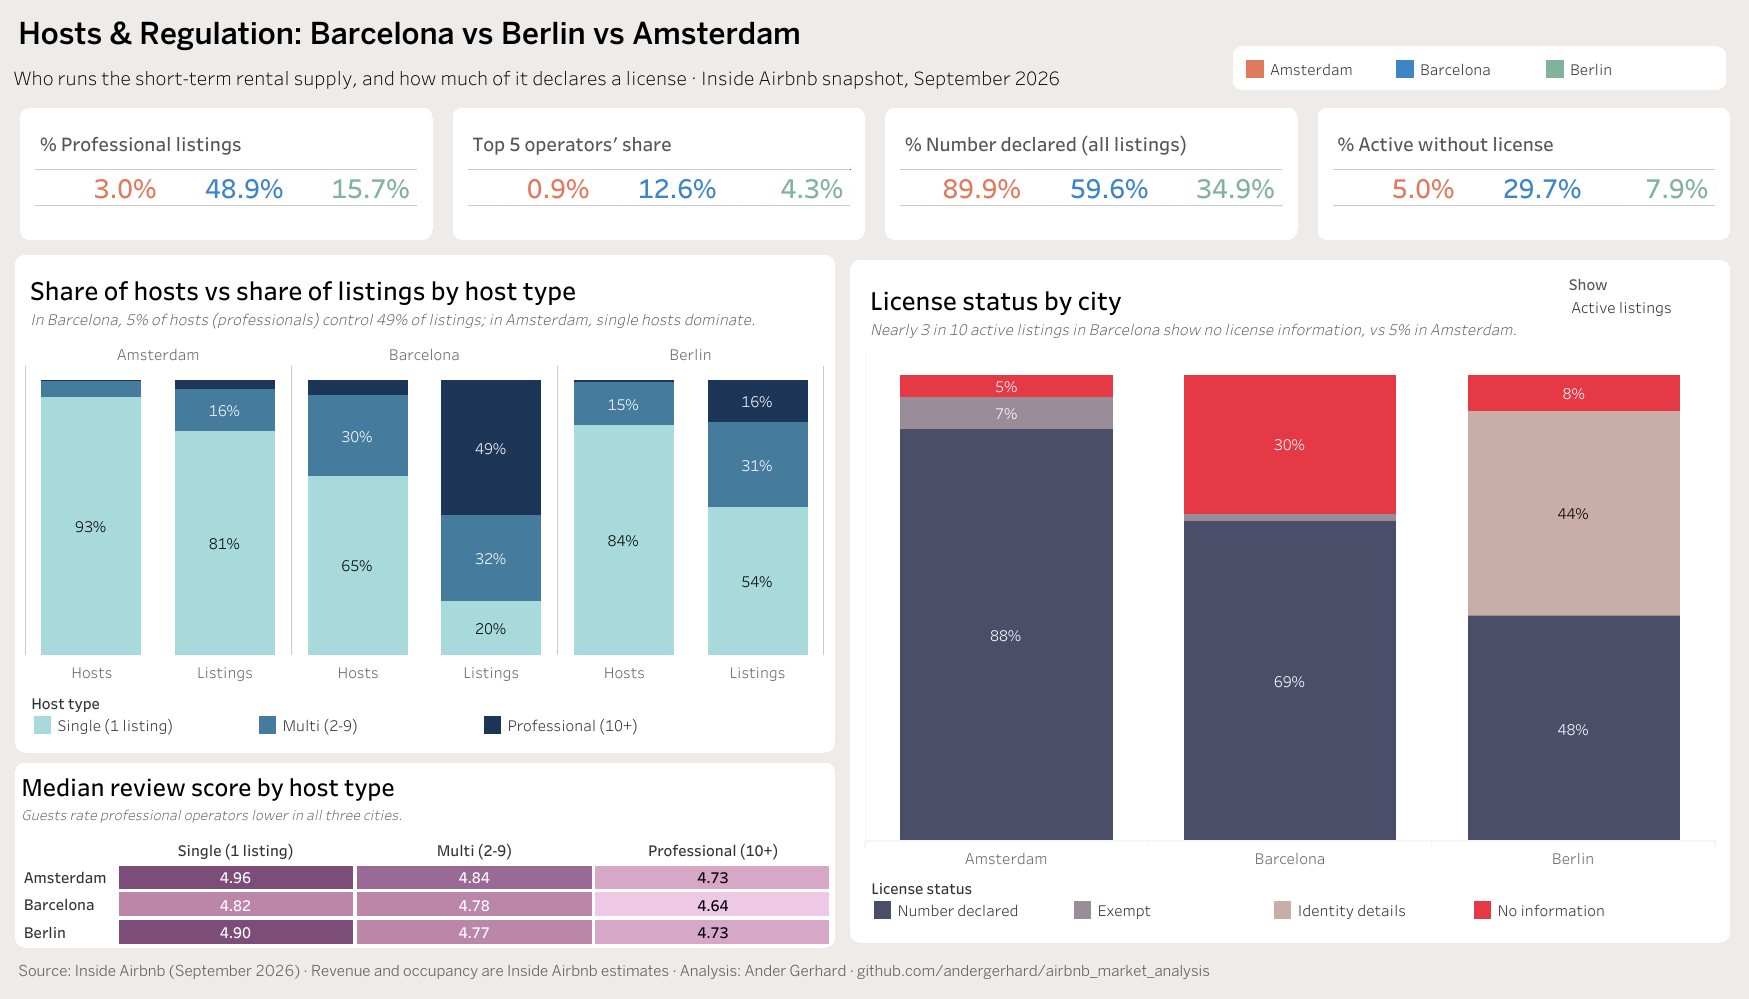 Hosts & Regulation: Barcelona vs Berlin vs Amsterdam
Who runs the short-term rental supply, and how much of it declares a license · Inside Airbnb snapshot, September 2026
Amsterdam Barcelona Berlin
% Professional listings
3.0% 48.9% 15.7%
Top 5 operators’ share
0.9% 12.6% 4.3%
% Number declared (all listings)
89.9% 59.6% 34.9%
% Active without license
5.0% 29.7% 7.9%
Share of hosts vs share of listings by host type
In Barcelona, 5% of hosts (professionals) control 49% of listings; in Amsterdam, single hosts dominate.
Amsterdam Barcelona Berlin
93%
16%
81%
30%
65%
49%
32%
20%
15%
84%
16%
31%
54%
Hosts Listings Hosts Listings Hosts Listings
Host type
Single (1 listing) Multi (2-9) Professional (10+)
Median review score by host type
Guests rate professional operators lower in all three cities.
Single (1 listing) Multi (2-9) Professional (10+)
Amsterdam 4.96 4.84 4.73
Barcelona 4.82 4.78 4.64
Berlin 4.90 4.77 4.73
License status by city
Nearly 3 in 10 active listings in Barcelona show no license information, vs 5% in Amsterdam.
Show
Active listings
5%
7%
88%
30%
69%
8%
44%
48%
Amsterdam Barcelona Berlin
License status
Number declared Exempt Identity details No information
Source: Inside Airbnb (September 2026) · Revenue and occupancy are Inside Airbnb estimates · Analysis: Ander Gerhard · github.com/andergerhard/airbnb_market_analysis